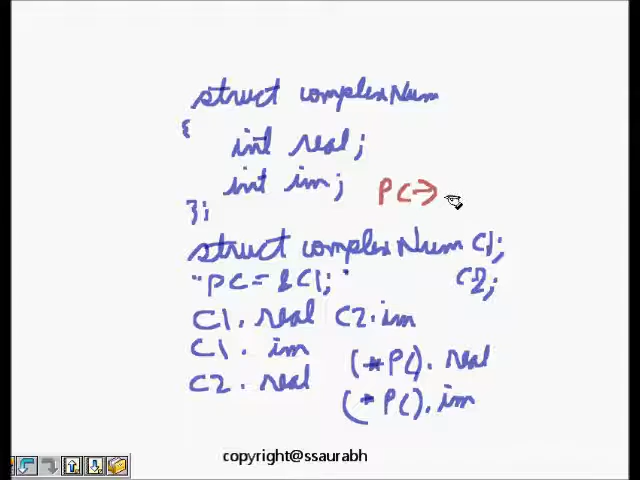 struct complexNum
{
int real;
int im; PC→
};
struct complexNum C1;
"PC = &C1;" C2;
C1. real C2.im
C1. im (*PC). real
C2. real (*PC). im
copyright@ssaurabh